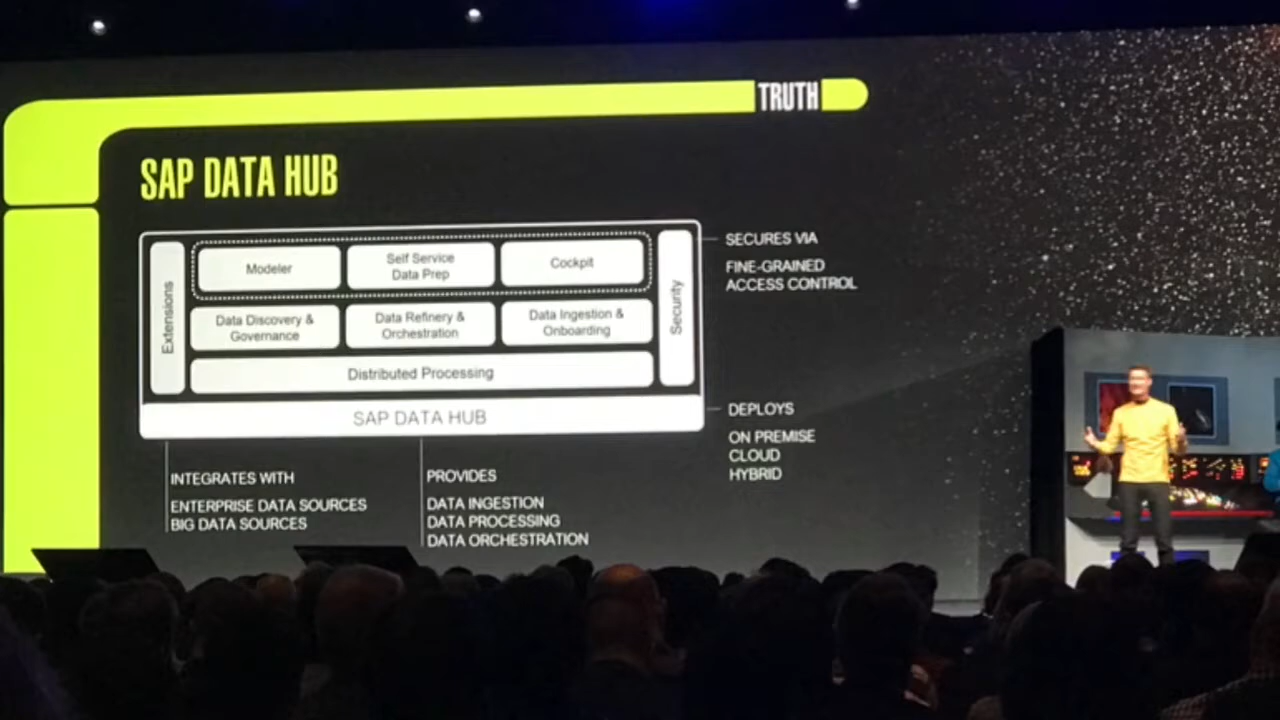 TRUTH
SAP DATA HUB
Extensions
Modeler
Self Service
Data Prep
Cockpit
Security
Data Discovery &
Governance
Data Refinery &
Orchestration
Data Ingestion &
Onboarding
Distributed Processing
SAP DATA HUB
SECURES VIA
FINE-GRAINED
ACCESS CONTROL
DEPLOYS
ON PREMISE
CLOUD
HYBRID
INTEGRATES WITH
ENTERPRISE DATA SOURCES
BIG DATA SOURCES
PROVIDES
DATA INGESTION
DATA PROCESSING
DATA ORCHESTRATION